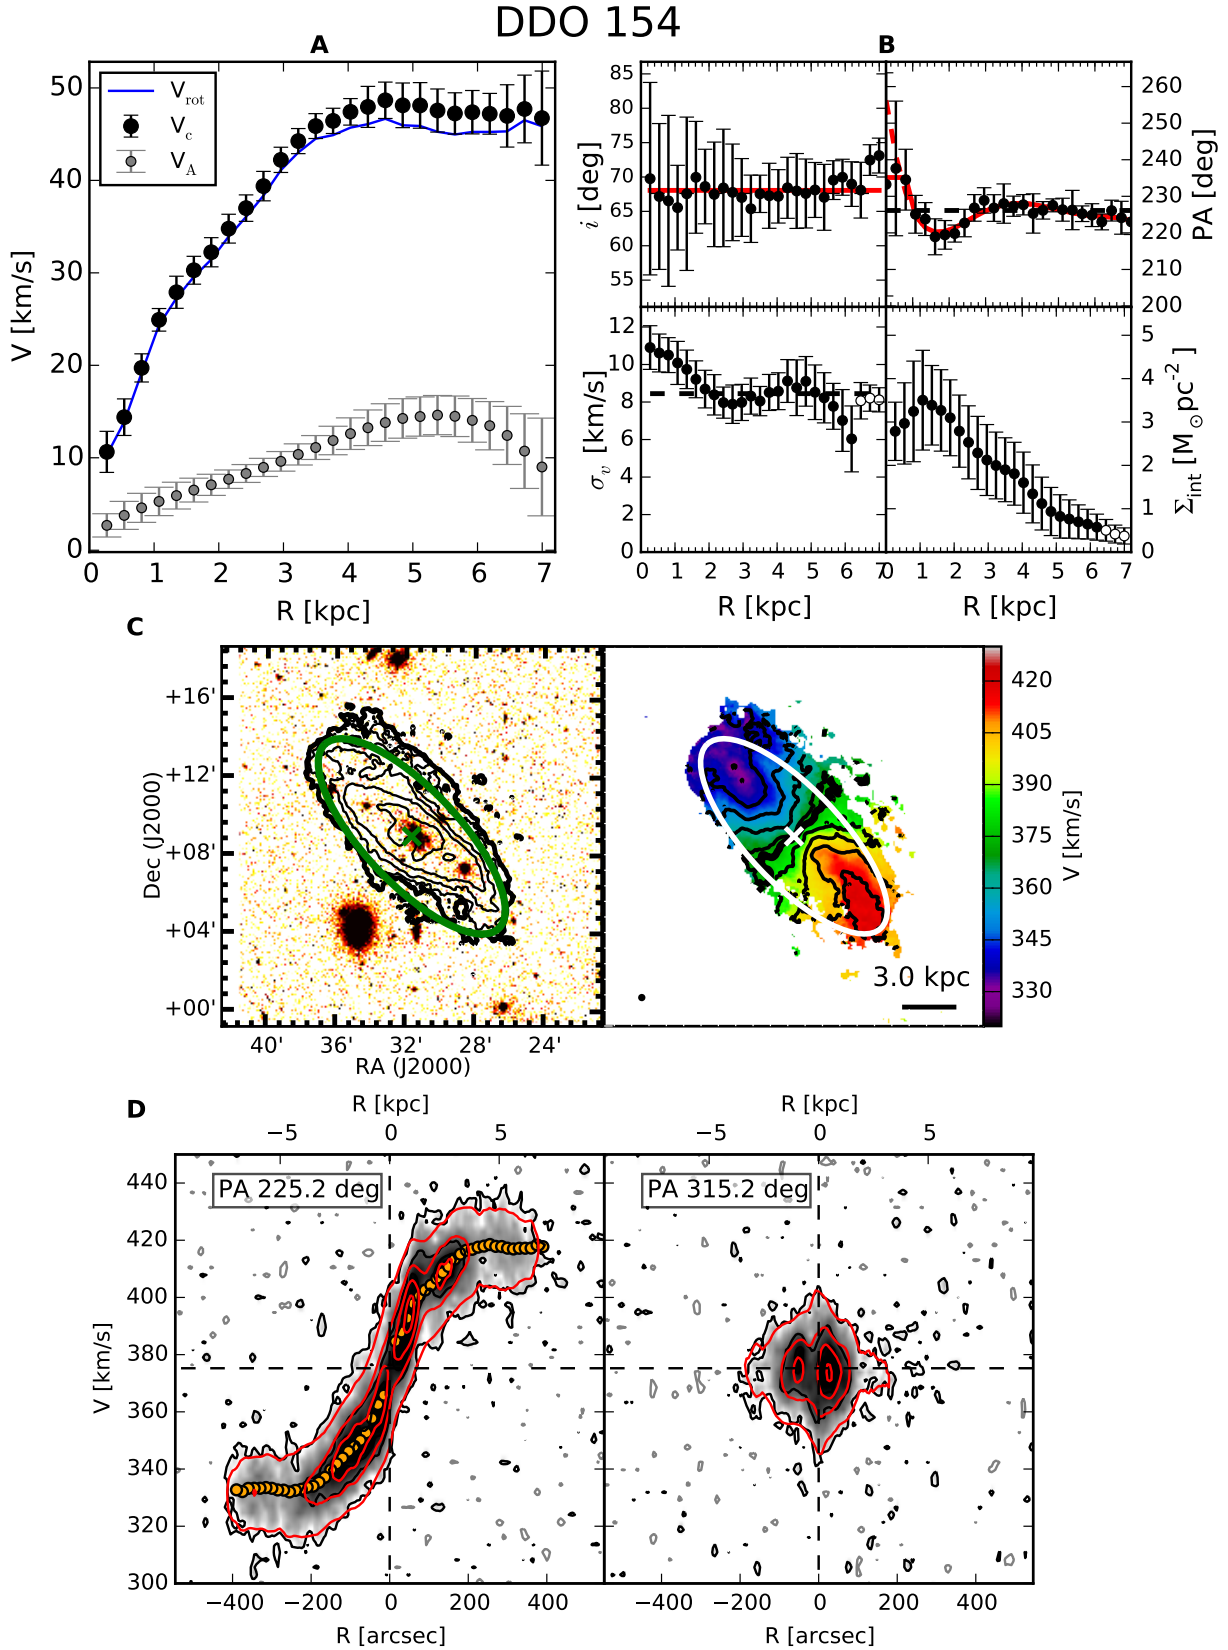 DDO 154
A
B
50
40
30
20
10
0
V [km/s]
V_rot
V_c
V_A
0 1 2 3 4 5 6 7
R [kpc]
85
80
75
70
65
60
55
i [deg]
260
250
240
230
220
210
200
PA [deg]
12
10
8
6
4
2
0
σ_v [km/s]
5
4
3
2
1
0
Σ_int [M_⊙pc^-2]
0 1 2 3 4 5 6 7
R [kpc]
0 1 2 3 4 5 6 7
R [kpc]
C
+16'
+12'
+08'
+04'
+00'
Dec (J2000)
40' 36' 32' 28' 24'
RA (J2000)
3.0 kpc
420
405
390
375
360
345
330
V [km/s]
D
R [kpc]
−5 0 5
R [kpc]
−5 0 5
440
420
400
380
360
340
320
300
V [km/s]
PA 225.2 deg
PA 315.2 deg
−400 −200 0 200 400
R [arcsec]
−400 −200 0 200 400
R [arcsec]